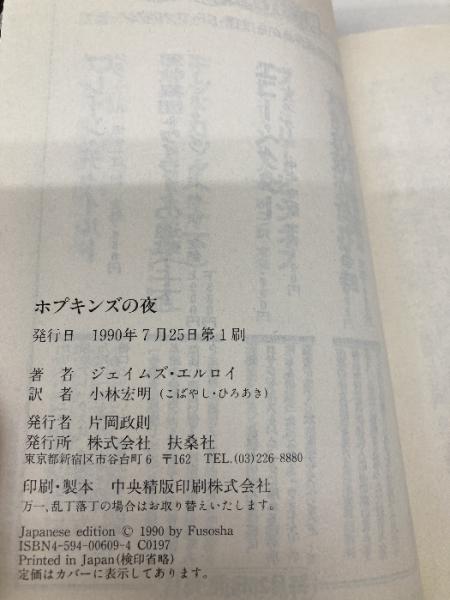 ホプキンズの夜
発行日 1990年7月25日第1刷
著者 ジェイムズ・エルロイ
訳者 小林宏明(こばやし・ひろあき)
発行者 片岡政則
発行所 株式会社 扶桑社
東京都新宿区市谷台町6 〒162 TEL.(03)226-8880
印刷・製本 中央精版印刷株式会社
万一、乱丁落丁の場合はお取り替えいたします。
Japanese edition © 1990 by Fusosha
ISBN4-594-00609-4 C0197
Printed in Japan(検印省略)
定価はカバーに表示してあります。